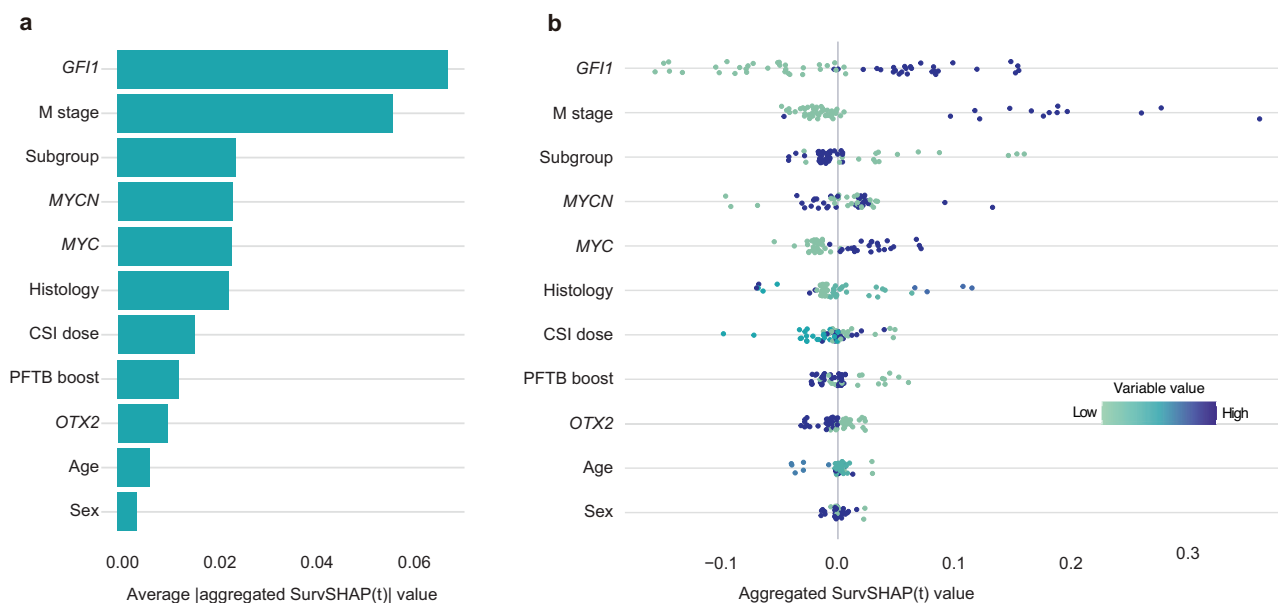 a
GFI1
M stage
Subgroup
MYCN
MYC
Histology
CSI dose
PFTB boost
OTX2
Age
Sex
0.00 0.02 0.04 0.06
Average |aggregated SurvSHAP(t)| value
b
GFI1
M stage
Subgroup
MYCN
MYC
Histology
CSI dose
PFTB boost
OTX2
Age
Sex
Variable value
Low High
−0.1 0.0 0.1 0.2 0.3
Aggregated SurvSHAP(t) value